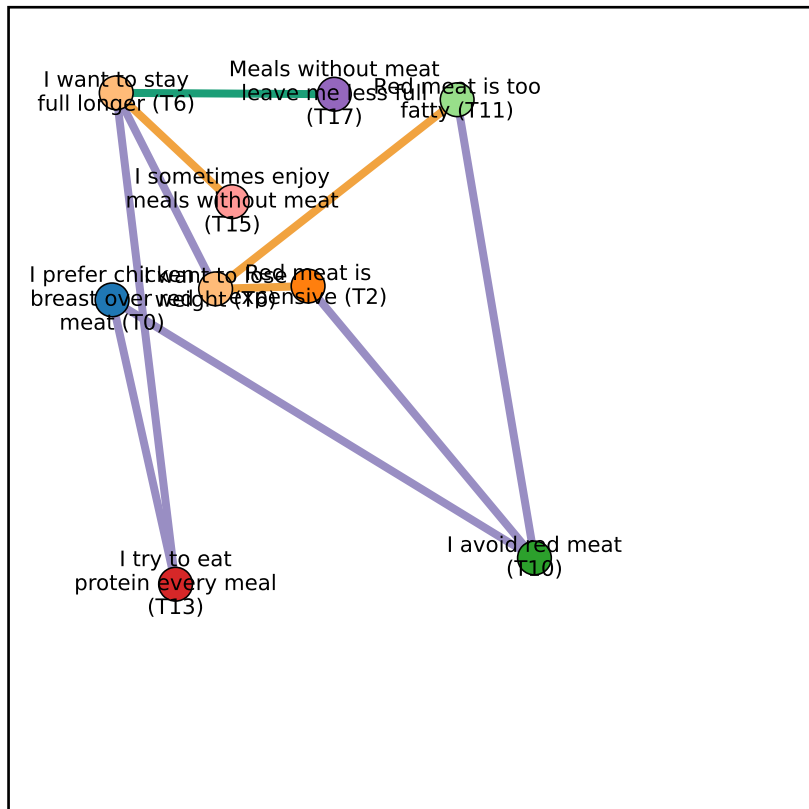 I want to stay
full longer (T6)
Meals without meat
leave me less full
(T17)
Red meat is too
fatty (T11)
I sometimes enjoy
meals without meat
(T15)
I prefer chicken
breast over red
meat (T0)
I want to lose
weight (T6)
Red meat is
expensive (T2)
I try to eat
protein every meal
(T13)
I avoid red meat
(T10)